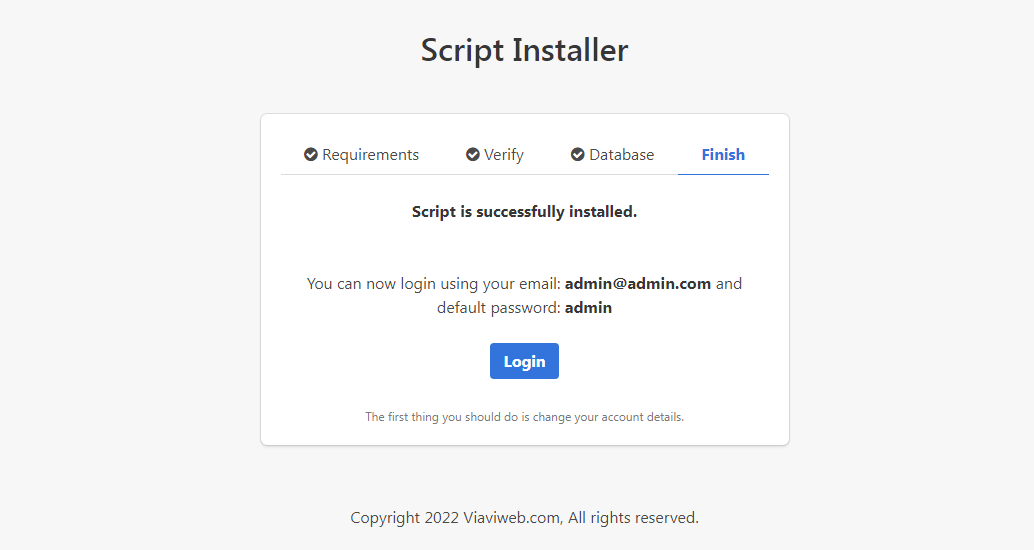 Script Installer
Requirements Verify Database Finish
Script is successfully installed.
You can now login using your email: admin@admin.com and
default password: admin
Login
The first thing you should do is change your account details.
Copyright 2022 Viaviweb.com, All rights reserved.